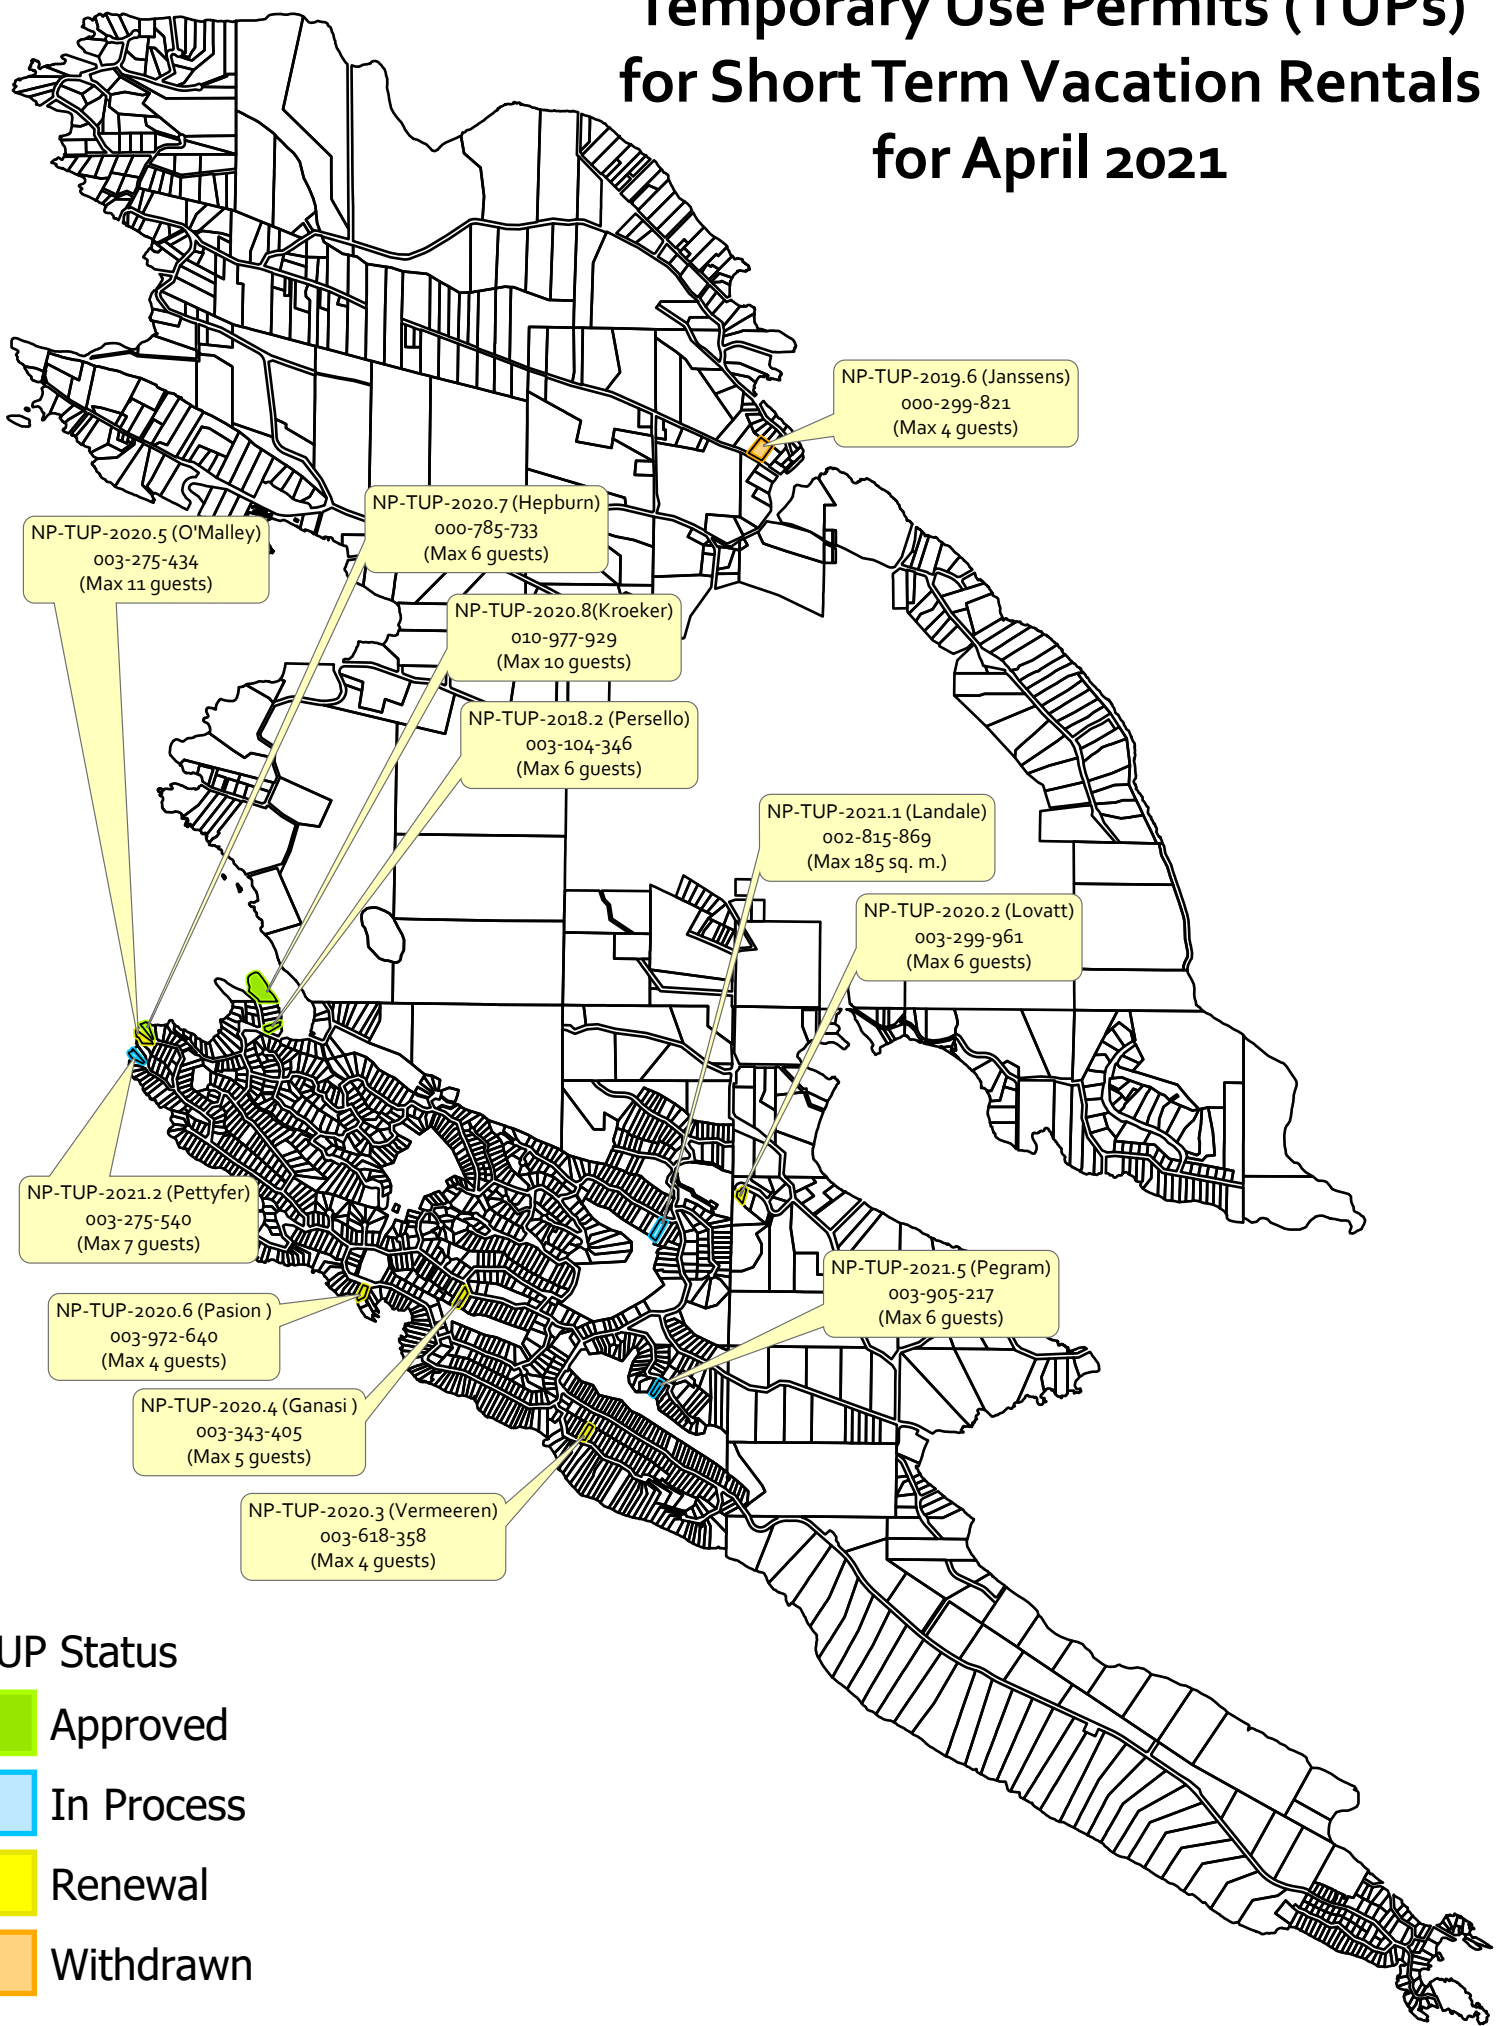 Temporary Use Permits (TUPs)
for Short Term Vacation Rentals
for April 2021
NP-TUP-2019.6 (Janssens)
000-299-821
(Max 4 guests)
NP-TUP-2020.7 (Hepburn)
000-785-733
(Max 6 guests)
NP-TUP-2020.5 (O'Malley)
003-275-434
(Max 11 guests)
NP-TUP-2020.8(Kroeker)
010-977-929
(Max 10 guests)
NP-TUP-2018.2 (Persello)
003-104-346
(Max 6 guests)
NP-TUP-2021.1 (Landale)
002-815-869
(Max 185 sq. m.)
NP-TUP-2020.2 (Lovatt)
003-299-961
(Max 6 guests)
NP-TUP-2021.2 (Pettyfer)
003-275-540
(Max 7 guests)
NP-TUP-2021.5 (Pegram)
003-905-217
(Max 6 guests)
NP-TUP-2020.6 (Pasion )
003-972-640
(Max 4 guests)
NP-TUP-2020.4 (Ganasi )
003-343-405
(Max 5 guests)
NP-TUP-2020.3 (Vermeeren)
003-618-358
(Max 4 guests)
UP Status
Approved
In Process
Renewal
Withdrawn